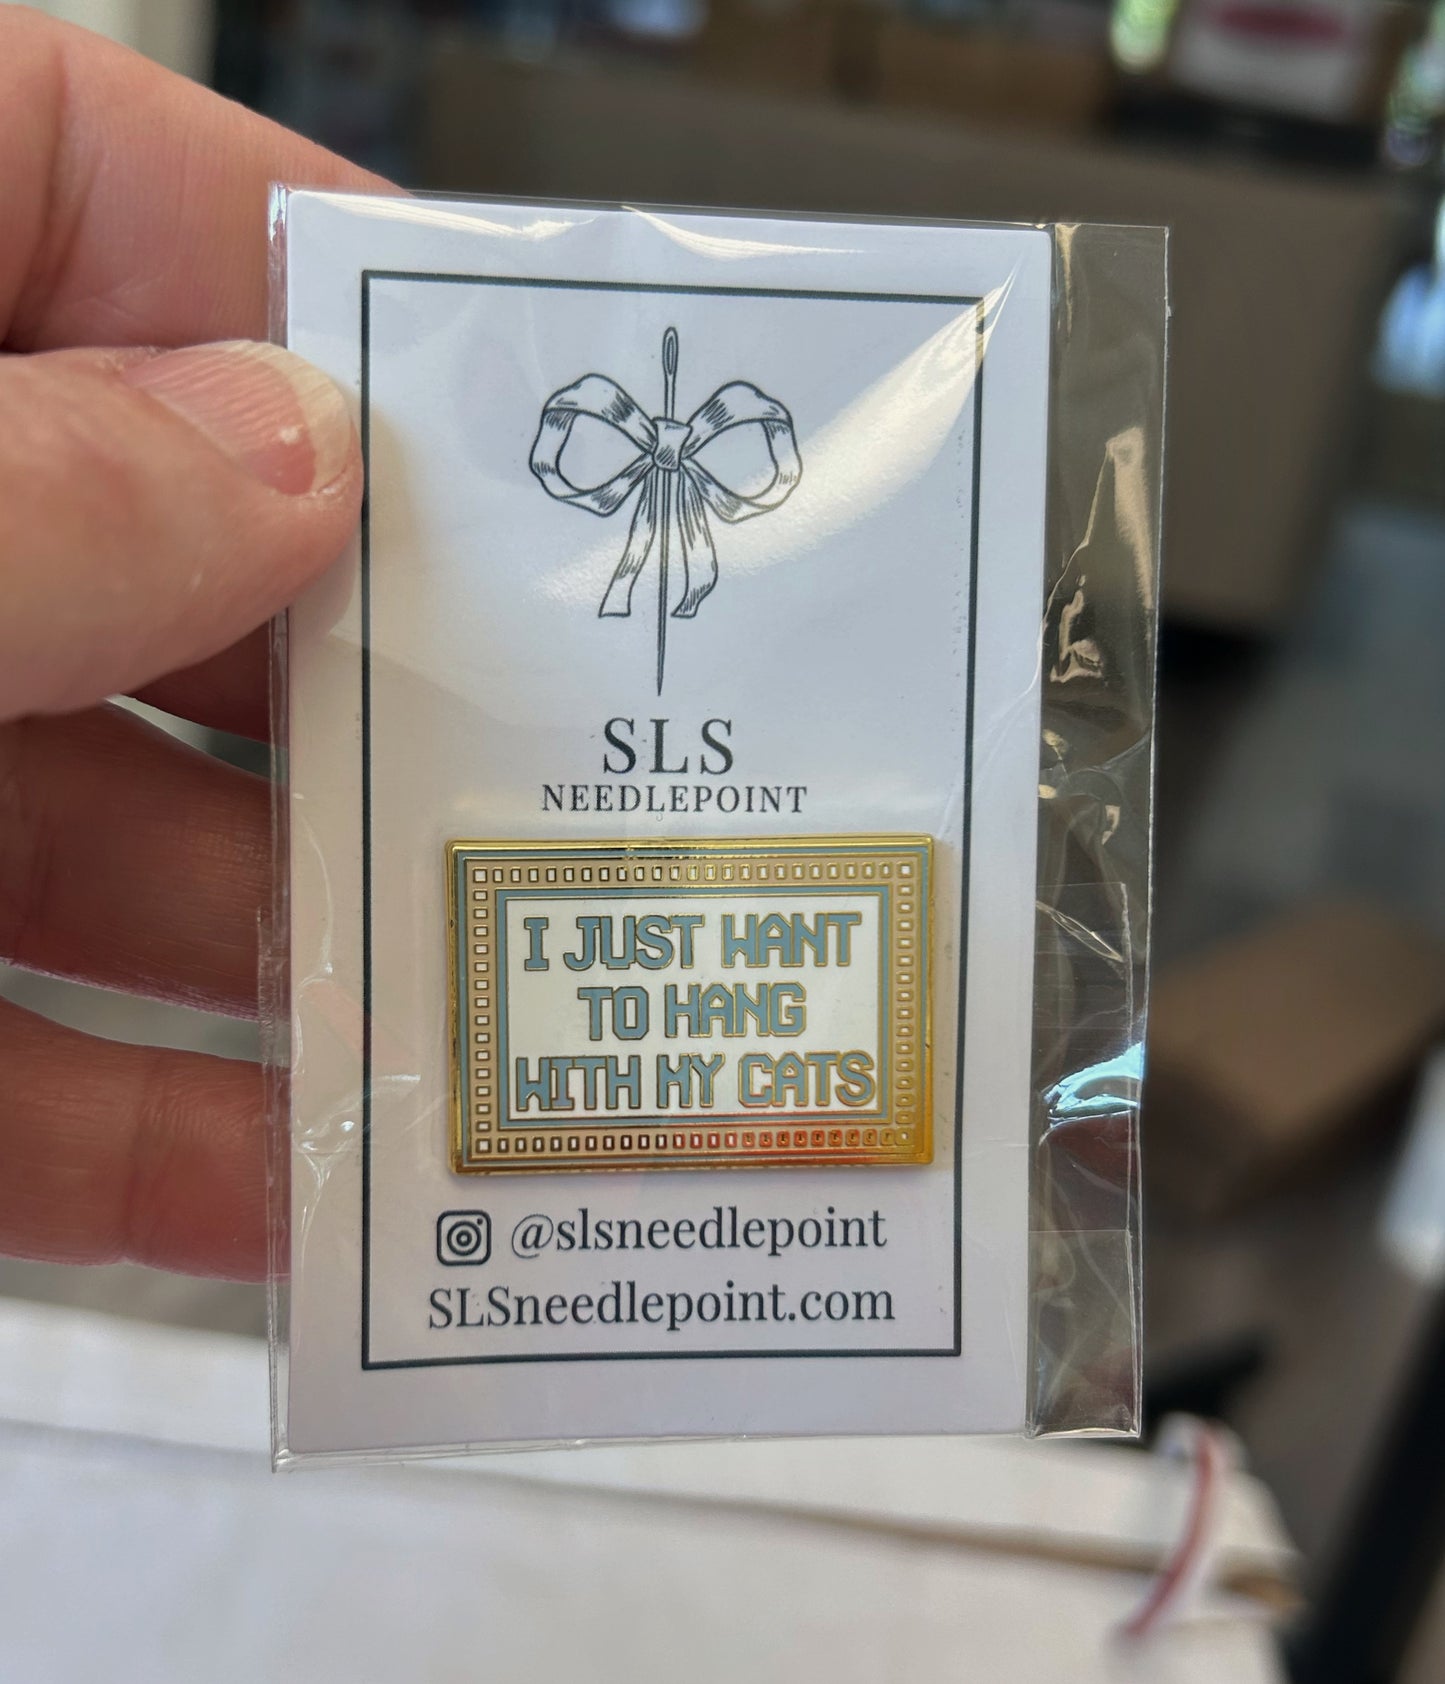 SLS
NEEDLEPOINT
I JUST WANT
TO HANG
WITH MY CATS
@slsneedlepoint
SLSneedlepoint.com